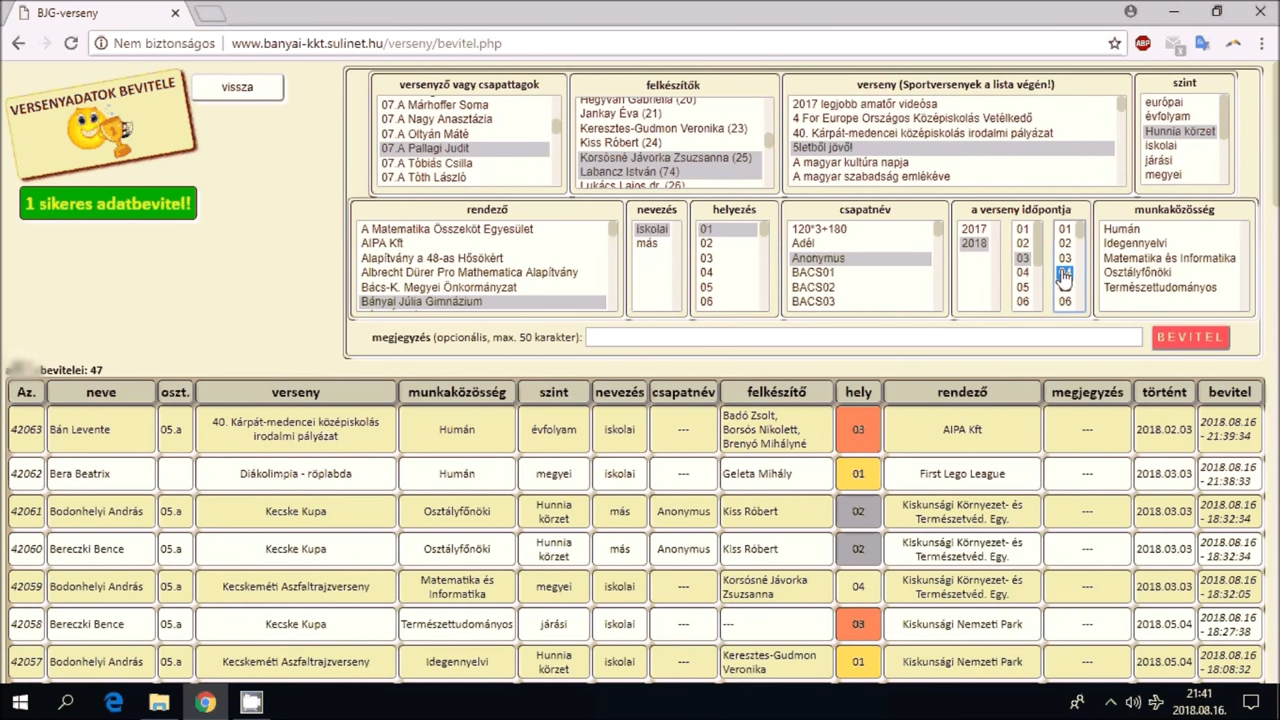 BJG-verseny
Nem biztonságos
www.banyai-kkt.sulinet.hu/verseny/bevitel.php
ABP
VERSENYADATOK BEVITELE
vissza
1 sikeres adatbevitel!
versenyző vagy csapattagok
07.A Márhoffer Soma
07.A Nagy Anasztázia
07.A Oltyán Máté
07.A Pallagi Judit
07.A Tóbiás Csilla
07.A Tóth László
felkészítők
Hegyvári Gabriella (20)
Jankay Éva (21)
Keresztes-Gudmon Veronika (23)
Kiss Róbert (24)
Korsósné Jávorka Zsuzsanna (25)
Labancz István (74)
Lukács Lajos dr. (26)
verseny (Sportversenyek a lista végén!)
2017 legjobb amatőr videósa
4 For Europe Országos Középiskolás Vetélkedő
40. Kárpát-medencei középiskolás irodalmi pályázat
5letből jövő!
A magyar kultúra napja
A magyar szabadság emlékéve
szint
európai
évfolyam
Hunnia körzet
iskolai
járási
megyei
rendező
A Matematika Összeköt Egyesület
AIPA Kft
Alapítvány a 48-as Hősökért
Albrecht Dürer Pro Mathematica Alapítvány
Bács-K. Megyei Önkormányzat
Bányai Júlia Gimnázium
nevezés
iskolai
más
helyezés
01
02
03
04
05
06
csapatnév
120*3+180
Adél
Anonymus
BACS01
BACS02
BACS03
a verseny időpontja
2017 01 01
2018 02 02
03 03
04
05
06 06
munkaközösség
Humán
Idegennyelvi
Matematika és Informatika
Osztályfőnöki
Természettudományos
megjegyzés (opcionális, max. 50 karakter):
BEVITEL
bevitelei: 47
Az. neve oszt. verseny munkaközösség szint nevezés csapatnév felkészítő hely rendező megjegyzés történt bevitel
42063 Bán Levente 05.a 40. Kárpát-medencei középiskolás irodalmi pályázat Humán évfolyam iskolai --- Badó Zsolt, Borsós Nikolett, Brenyó Mihályné 03 AIPA Kft --- 2018.02.03 2018.08.16 - 21:39:34
42062 Bera Beatrix 05.a Diákolimpia - röplabda Humán megyei iskolai --- Geleta Mihály 01 First Lego League --- 2018.03.03 2018.08.16 - 21:38:33
42061 Bodonhelyi András 05.a Kecske Kupa Osztályfőnöki Hunnia körzet más Anonymus Kiss Róbert 02 Kiskunsági Környezet- és Természetvéd. Egy. --- 2018.03.03 2018.08.16 - 18:32:34
42060 Bereczki Bence 05.a Kecske Kupa Osztályfőnöki Hunnia körzet más Anonymus Kiss Róbert 02 Kiskunsági Környezet- és Természetvéd. Egy. --- 2018.03.03 2018.08.16 - 18:32:34
42059 Bodonhelyi András 05.a Kecskeméti Aszfaltrajzverseny Matematika és Informatika megyei iskolai --- Korsósné Jávorka Zsuzsanna 04 Kiskunsági Környezet- és Természetvéd. Egy. --- 2018.03.03 2018.08.16 - 18:32:05
42058 Bereczki Bence 05.a Kecske Kupa Természettudományos járási iskolai --- --- 03 Kiskunsági Nemzeti Park --- 2018.05.04 2018.08.16 - 18:27:38
42057 Bodonhelyi András 05.a Kecskeméti Aszfaltrajzverseny Idegennyelvi Hunnia körzet iskolai --- Keresztes-Gudmon Veronika 01 Kiskunsági Nemzeti Park --- 2018.05.04 2018.08.16 - 18:08:32
21:41
2018.08.16.